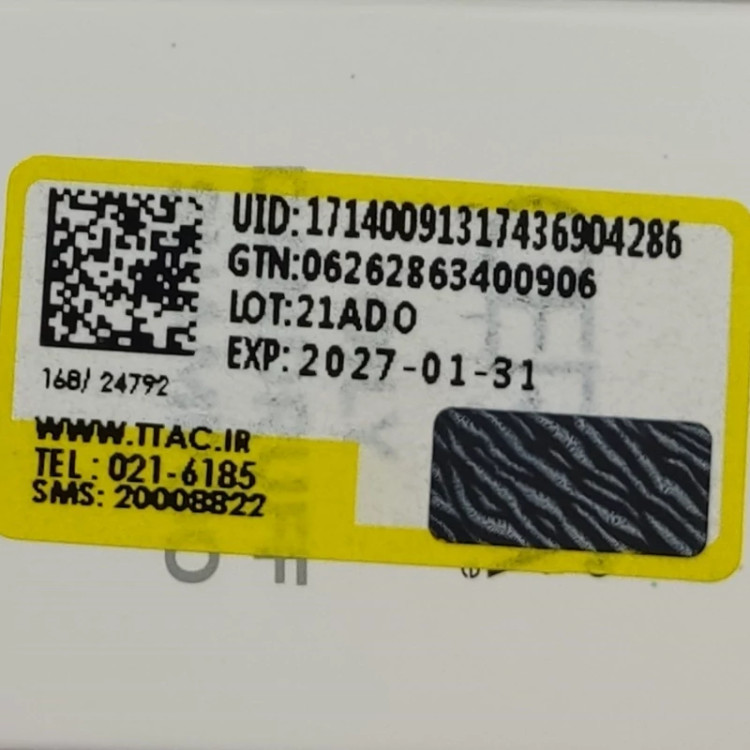 UID:17140091317436904286
GTN:06262863400906
LOT:21ADO
EXP:2027-01-31
168/ 24792
WWW.TTAC.IR
TEL : 021-6185
SMS: 20008822